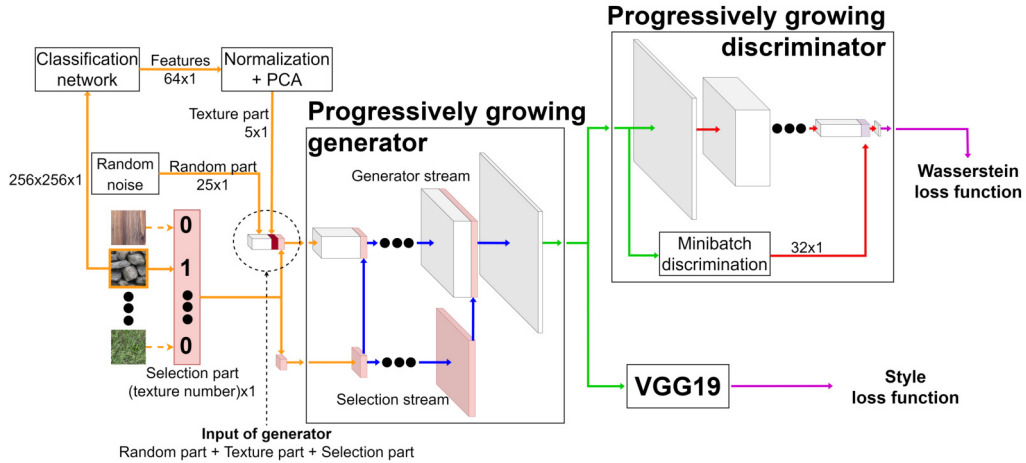 Progressively growing
discriminator
Classification
network
Features
64x1
Normalization
+ PCA
Texture part
5x1
Progressively growing
generator
256x256x1
Random
noise
Random part
25x1
Generator stream
Wasserstein
loss function
0
1
0
Minibatch
discrimination
32x1
Selection part
(texture number)x1
Selection stream
VGG19
Style
loss function
Input of generator
Random part + Texture part + Selection part